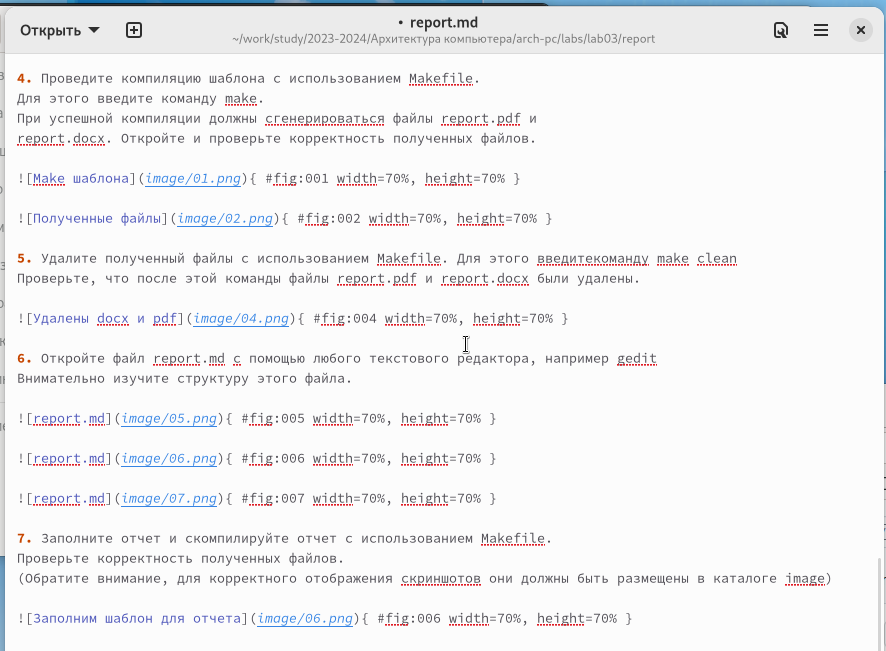 Открыть
• report.md
~/work/study/2023-2024/Архитектура компьютера/arch-pc/labs/lab03/report
4. Проведите компиляцию шаблона с использованием Makefile.
Для этого введите команду make.
При успешной компиляции должны сгенерироваться файлы report.pdf и
report.docx. Откройте и проверьте корректность полученных файлов.
![Make шаблона](image/01.png){ #fig:001 width=70%, height=70% }
![Полученные файлы](image/02.png){ #fig:002 width=70%, height=70% }
5. Удалите полученный файлы с использованием Makefile. Для этого введитекоманду make clean
Проверьте, что после этой команды файлы report.pdf и report.docx были удалены.
![Удалены docx и pdf](image/04.png){ #fig:004 width=70%, height=70% }
6. Откройте файл report.md c помощью любого текстового редактора, например gedit
Внимательно изучите структуру этого файла.
![report.md](image/05.png){ #fig:005 width=70%, height=70% }
![report.md](image/06.png){ #fig:006 width=70%, height=70% }
![report.md](image/07.png){ #fig:007 width=70%, height=70% }
7. Заполните отчет и скомпилируйте отчет с использованием Makefile.
Проверьте корректность полученных файлов.
(Обратите внимание, для корректного отображения скриншотов они должны быть размещены в каталоге image)
![Заполним шаблон для отчета](image/06.png){ #fig:006 width=70%, height=70% }